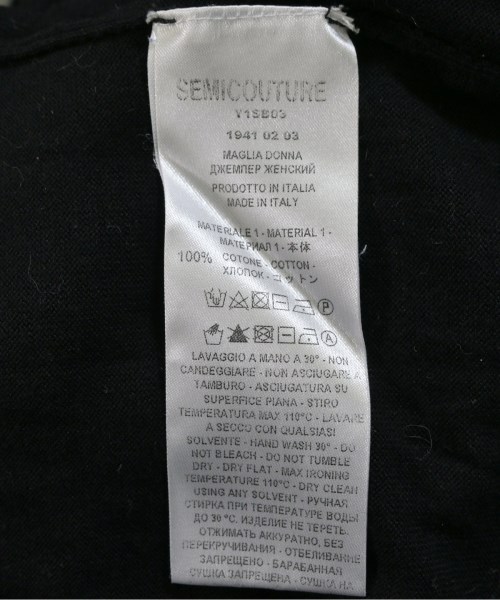 SEMICOUTURE
Y1SB03
1941 02 03
MAGLIA DONNA
ДЖЕМПЕР ЖЕНСКИЙ
PRODOTTO IN ITALIA
MADE IN ITALY
MATERIALE 1 - MATERIAL 1 -
МАТЕРИАЛ 1 - 本体
100% COTONE - COTTON -
ХЛОПОК - コットン
P
A
LAVAGGIO A MANO A 30° - NON
CANDEGGIARE - NON ASCIUGARE A
TAMBURO - ASCIUGATURA SU
SUPERFICE PIANA - STIRO
TEMPERATURA MAX 110°C - LAVARE
A SECCO CON QUALSIASI
SOLVENTE - HAND WASH 30° - DO
NOT BLEACH - DO NOT TUMBLE
DRY - DRY FLAT - MAX IRONING
TEMPERATURE 110°C - DRY CLEAN
USING ANY SOLVENT - РУЧНАЯ
СТИРКА ПРИ ТЕМПЕРАТУРЕ ВОДЫ
ДО 30 °C. ИЗДЕЛИЕ НЕ ТЕРЕТЬ,
ОТЖИМАТЬ АККУРАТНО, БЕЗ
ПЕРЕКРУЧИВАНИЯ - ОТБЕЛИВАНИЕ
ЗАПРЕЩЕНО - БАРАБАННАЯ
СУШКА ЗАПРЕЩЕНА - СУШКА НА